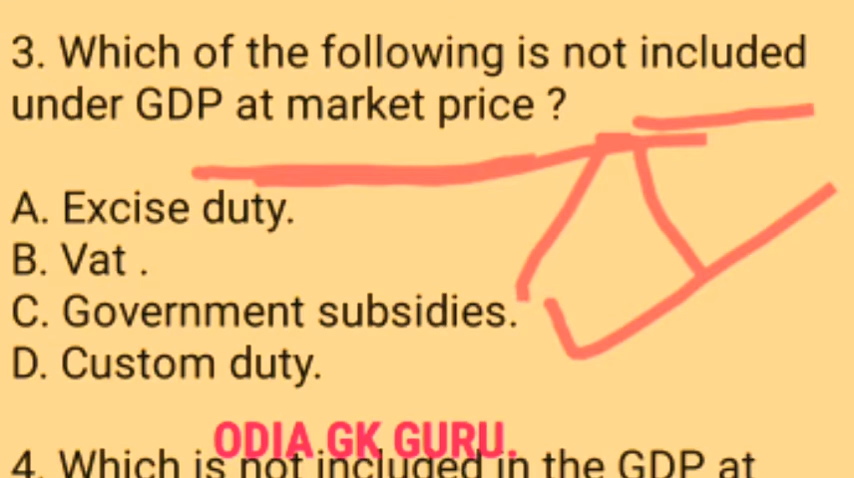 3. Which of the following is not included
under GDP at market price ?
A. Excise duty.
B. Vat .
C. Government subsidies.
D. Custom duty.
ODIA GK GURU.
4. Which is not included in the GDP at